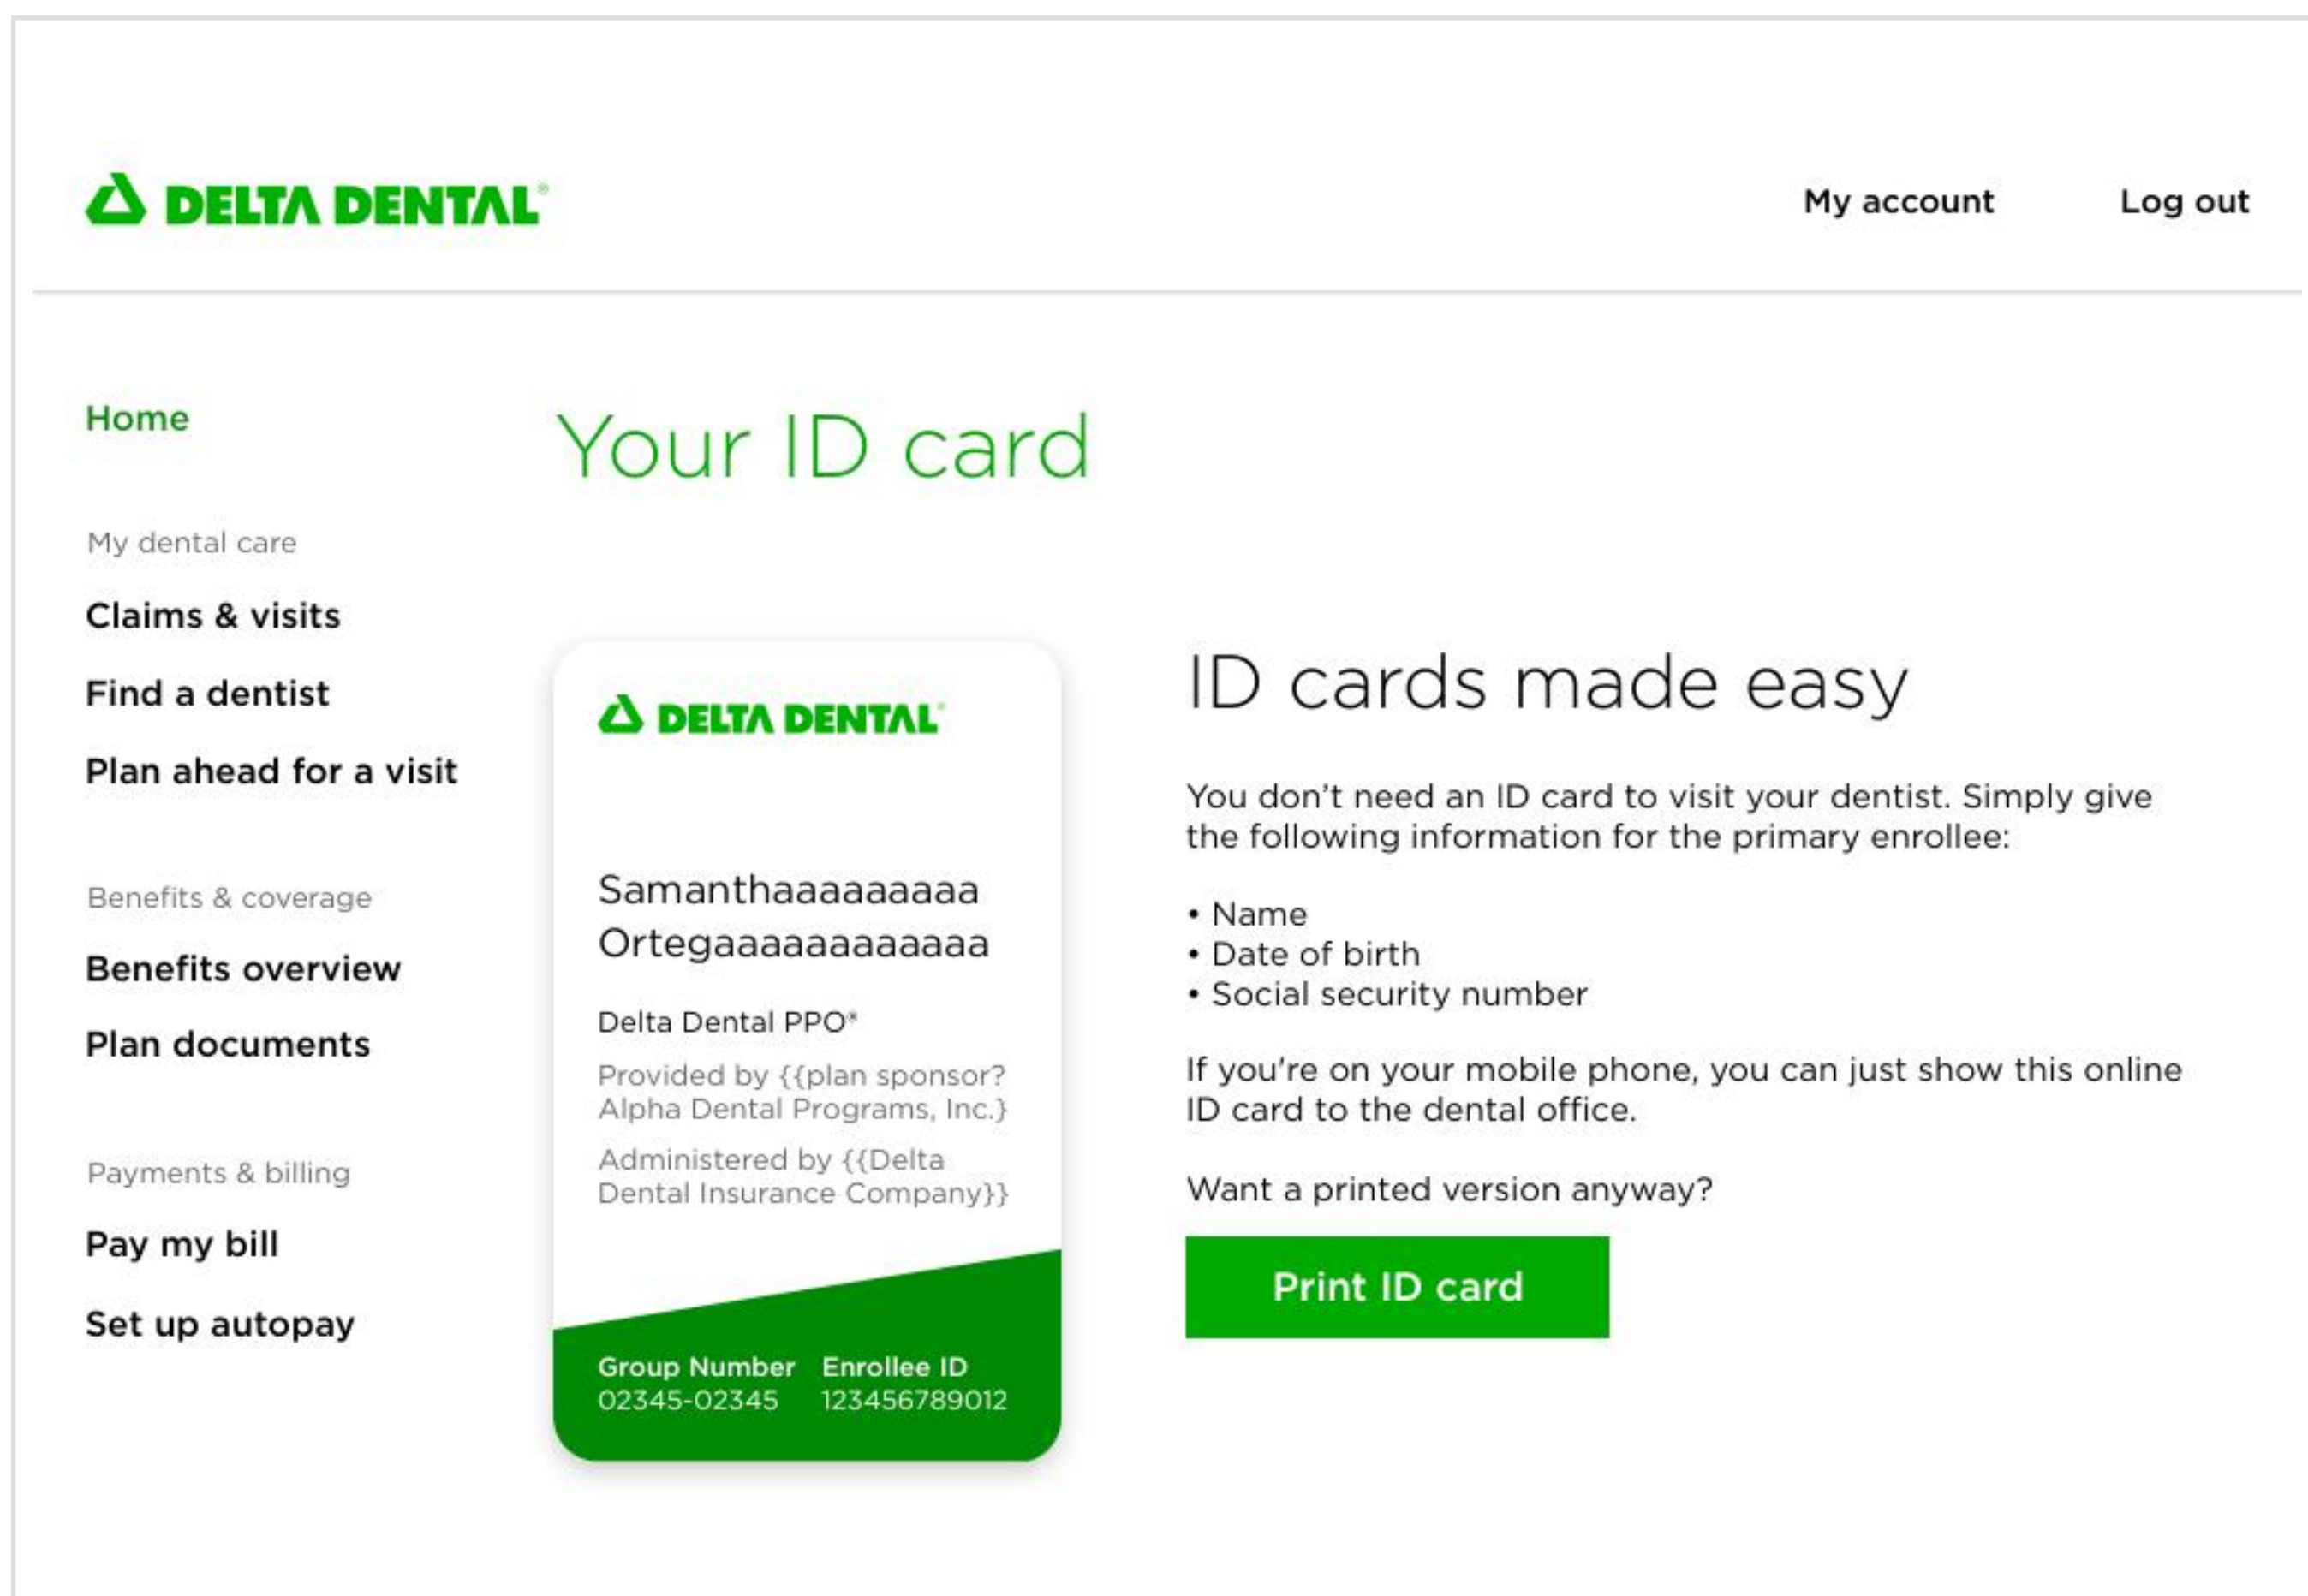 DELTA DENTAL®
My account
Log out
Home
My dental care
Claims & visits
Find a dentist
Plan ahead for a visit
Benefits & coverage
Benefits overview
Plan documents
Payments & billing
Pay my bill
Set up autopay
Your ID card
DELTA DENTAL®
Samanthaaaaaaaaa
Ortegaaaaaaaaaaaa
Delta Dental PPO®
Provided by {{plan sponsor?
Alpha Dental Programs, Inc.}
Administered by {{Delta
Dental Insurance Company}}
Group Number Enrollee ID
02345-02345 123456789012
ID cards made easy
You don’t need an ID card to visit your dentist. Simply give
the following information for the primary enrollee:
• Name
• Date of birth
• Social security number
If you're on your mobile phone, you can just show this online
ID card to the dental office.
Want a printed version anyway?
Print ID card